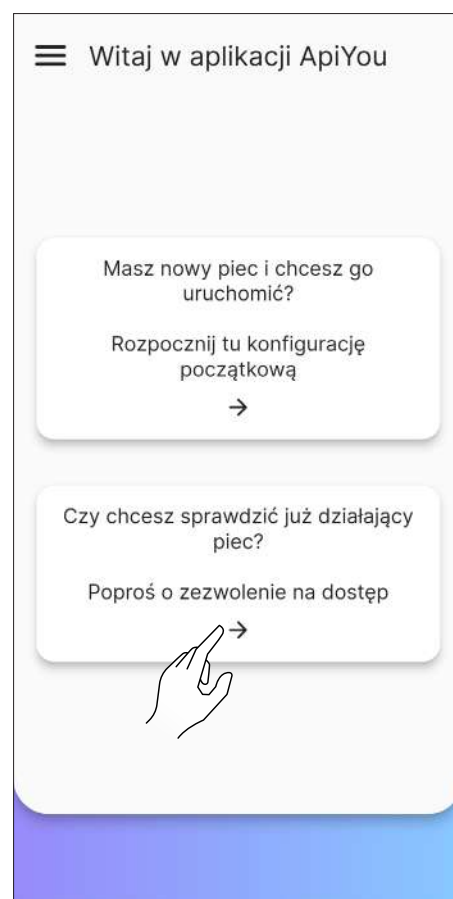 Witaj w aplikacji ApiYou
Masz nowy piec i chcesz go
uruchomić?
Rozpocznij tu konfigurację
początkową
Czy chcesz sprawdzić już działający
piec?
Poproś o zezwolenie na dostęp